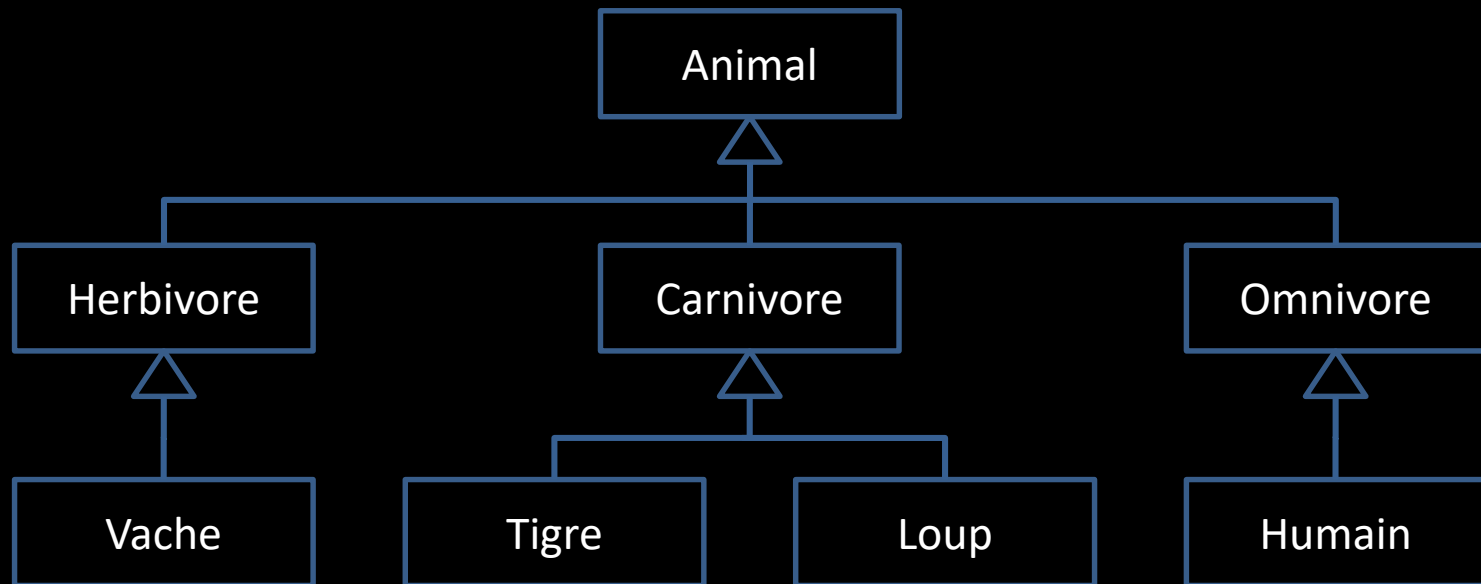 Animal
Herbivore
Carnivore
Omnivore
Vache
Tigre
Loup
Humain